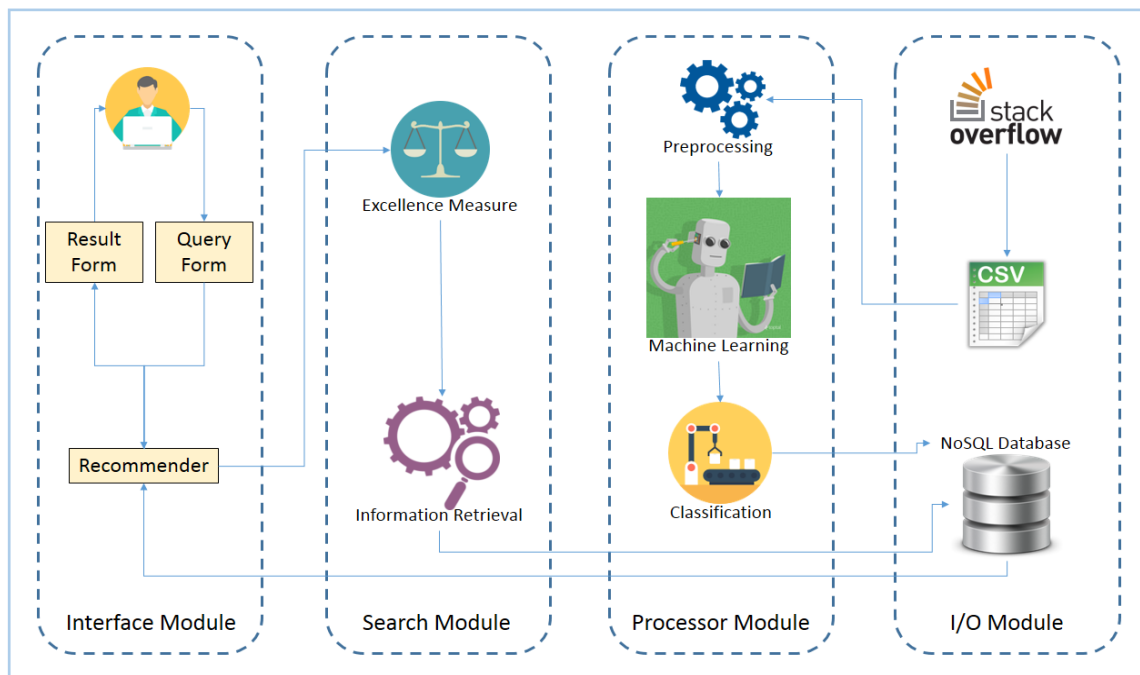 Result
Form
Query
Form
Recommender
Interface Module
Excellence Measure
Information Retrieval
Search Module
Preprocessing
Machine Learning
Classification
Processor Module
stack
overflow
CSV
NoSQL Database
I/O Module